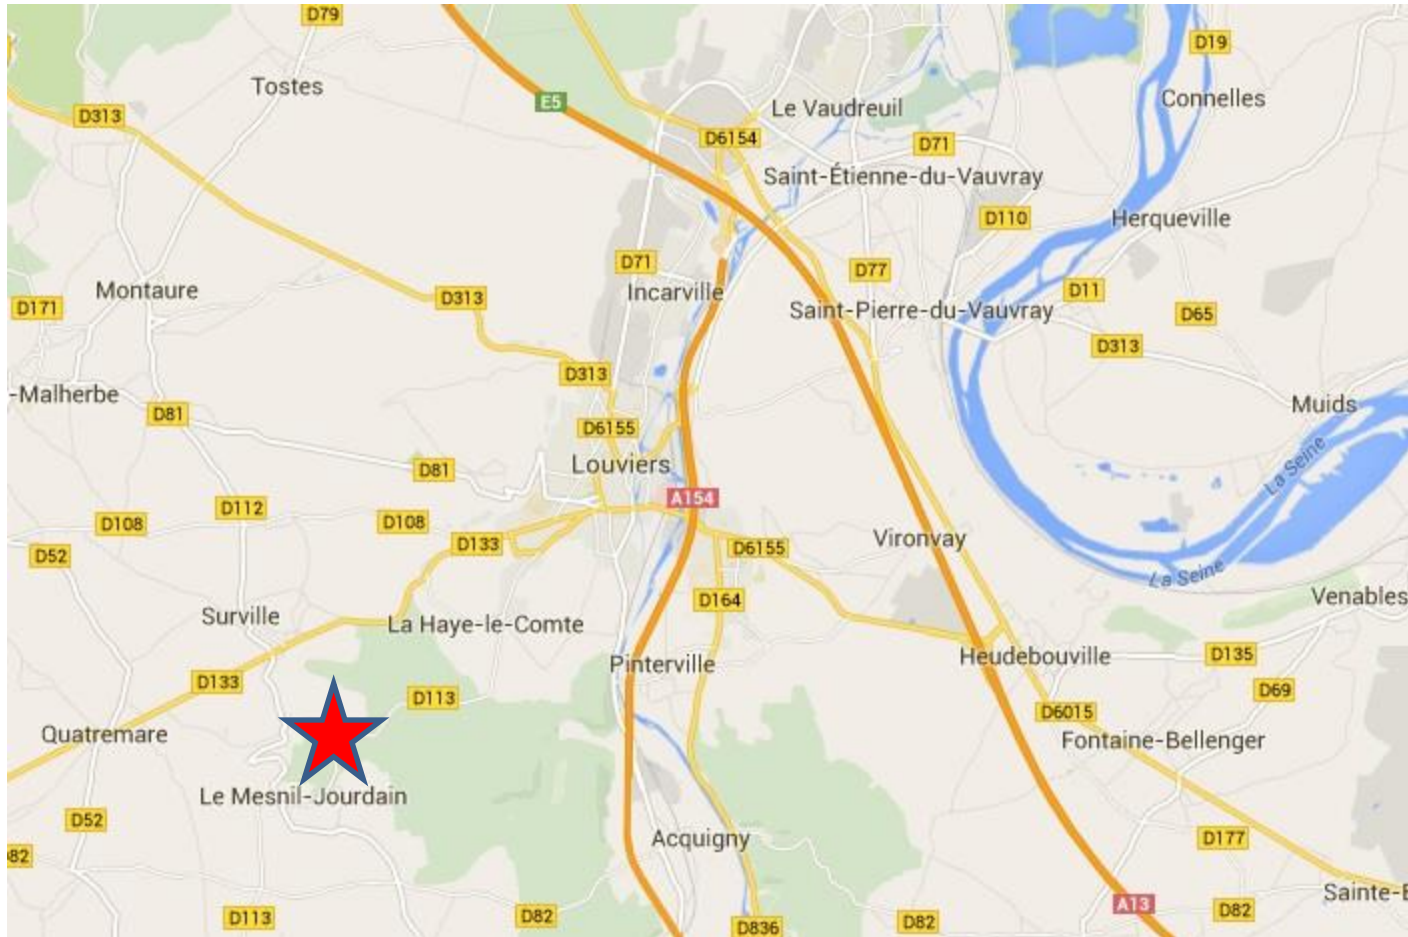 D79
D19
Tostes
E5
Connelles
D313
Le Vaudreuil
D6154
D71
Saint-Étienne-du-Vauvray
D110
Herqueville
D71
D77
Montaure
Incarville
D11
D313
D171
Saint-Pierre-du-Vauvray
D65
D313
D313
-Malherbe
Muids
D81
D6155
La Seine
Louviers
D81
A154
D112
D108
D108
Vironvay
D133
D6155
D52
La Seine
D164
Venables
Surville
La Haye-le-Comte
Pinterville
Heudebouville
D135
D133
D113
D69
D6015
Quatremare
Fontaine-Bellenger
Le Mesnil-Jourdain
D52
Acquigny
D177
82
Sainte-
A13
D113
D82
D836
D82
D82